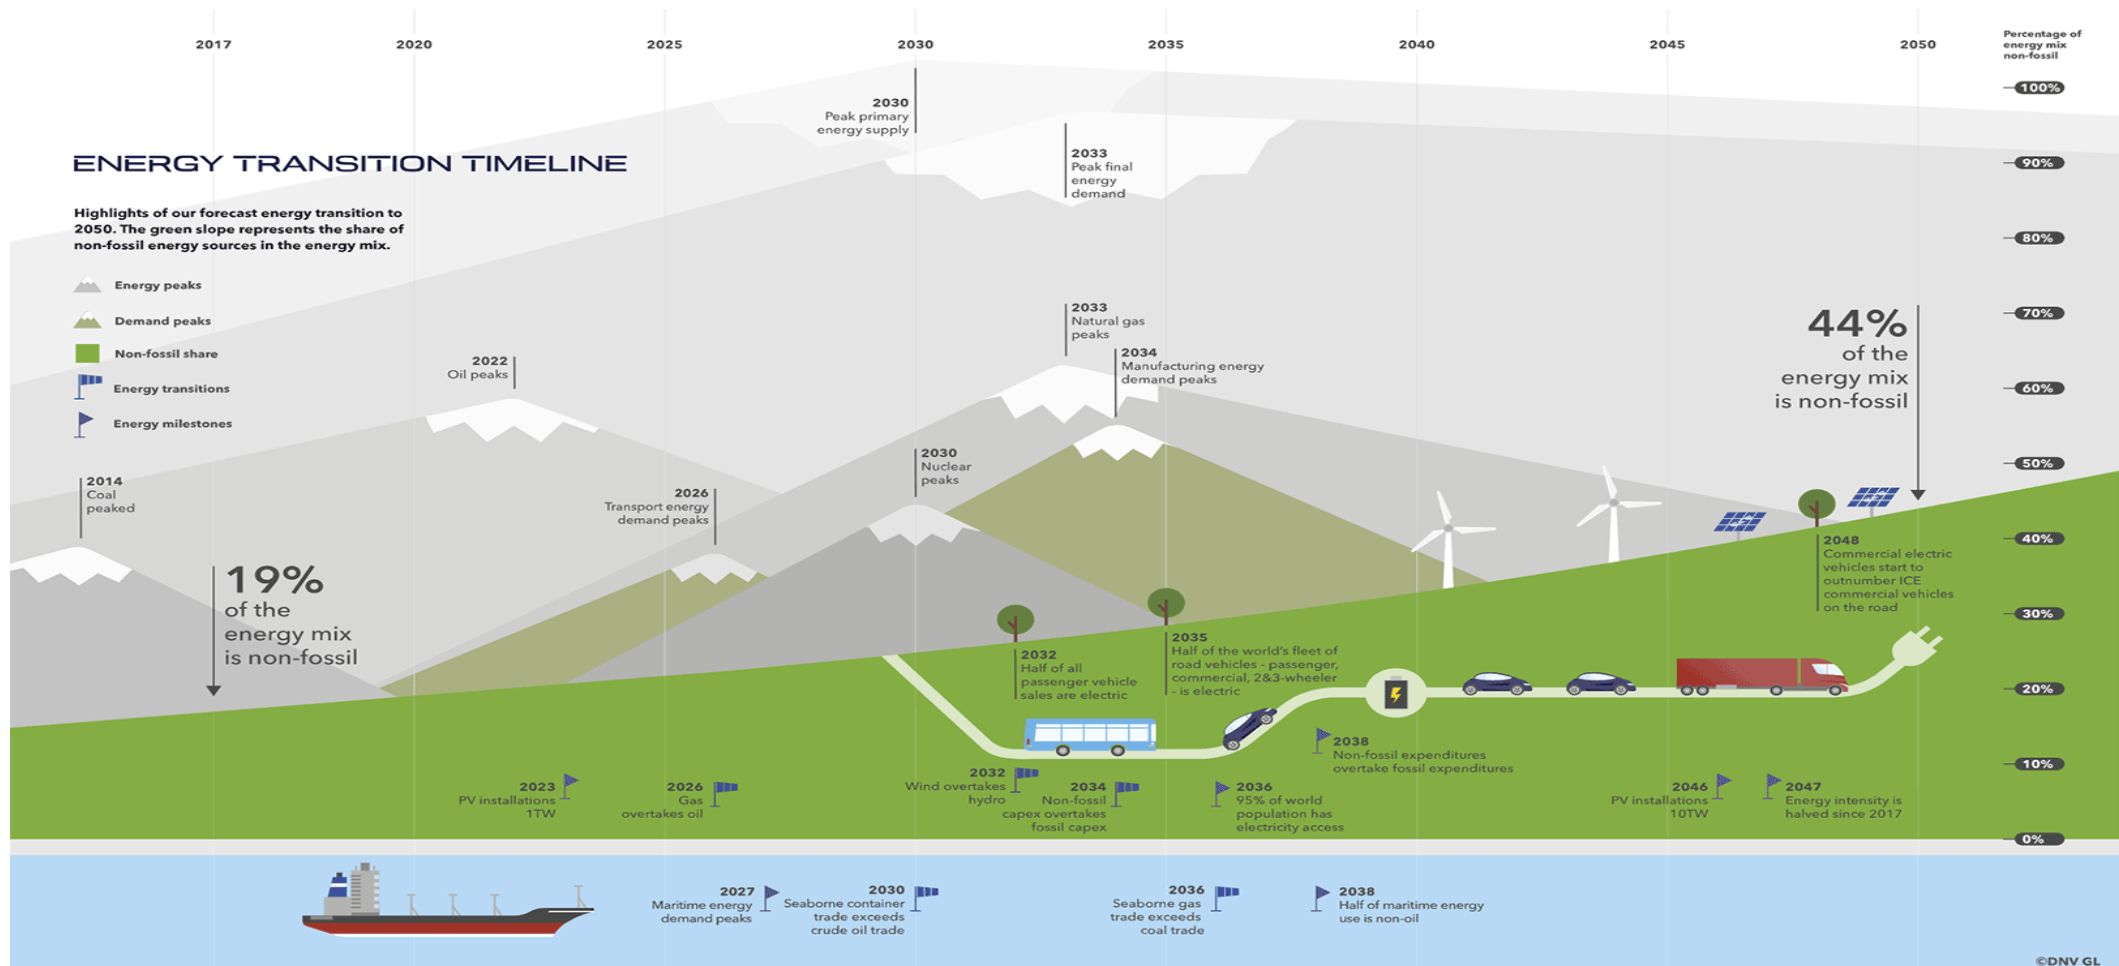 2017
2020
2025
2030
2035
2040
2045
2050
Percentage of
energy mix
non-fossil
100%
90%
80%
70%
60%
50%
40%
30%
20%
10%
0%
ENERGY TRANSITION TIMELINE
Highlights of our forecast energy transition to
2050. The green slope represents the share of
non-fossil energy sources in the energy mix.
Energy peaks
Demand peaks
Non-fossil share
Energy transitions
Energy milestones
2030
Peak primary
energy supply
2033
Peak final
energy
demand
2033
Natural gas
peaks
2034
Manufacturing energy
demand peaks
2022
Oil peaks
2030
Nuclear
peaks
2014
Coal
peaked
2026
Transport energy
demand peaks
19%
of the
energy mix
is non-fossil
44%
of the
energy mix
is non-fossil
2048
Commercial electric
vehicles start to
outnumber ICE
commercial vehicles
on the road
2032
Half of all
passenger vehicle
sales are electric
2035
Half of the world's fleet of
road vehicles - passenger,
commercial, 2&3-wheeler
- is electric
2038
Non-fossil expenditures
overtake fossil expenditures
2023
PV installations
1TW
2026
Gas
overtakes oil
2032
Wind overtakes
hydro
2034
Non-fossil
capex overtakes
fossil capex
2036
95% of world
population has
electricity access
2046
PV installations
10TW
2047
Energy intensity is
halved since 2017
2027
Maritime energy
demand peaks
2030
Seaborne container
trade exceeds
crude oil trade
2036
Seaborne gas
trade exceeds
coal trade
2038
Half of maritime energy
use is non-oil
©DNV GL